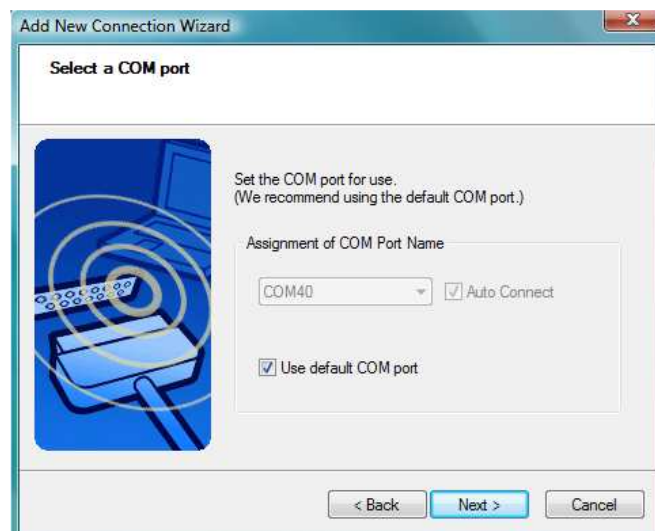 Add New Connection Wizard
Select a COM port
Set the COM port for use.
(We recommend using the default COM port.)
Assignment of COM Port Name
COM40
Auto Connect
Use default COM port
< Back
Next >
Cancel